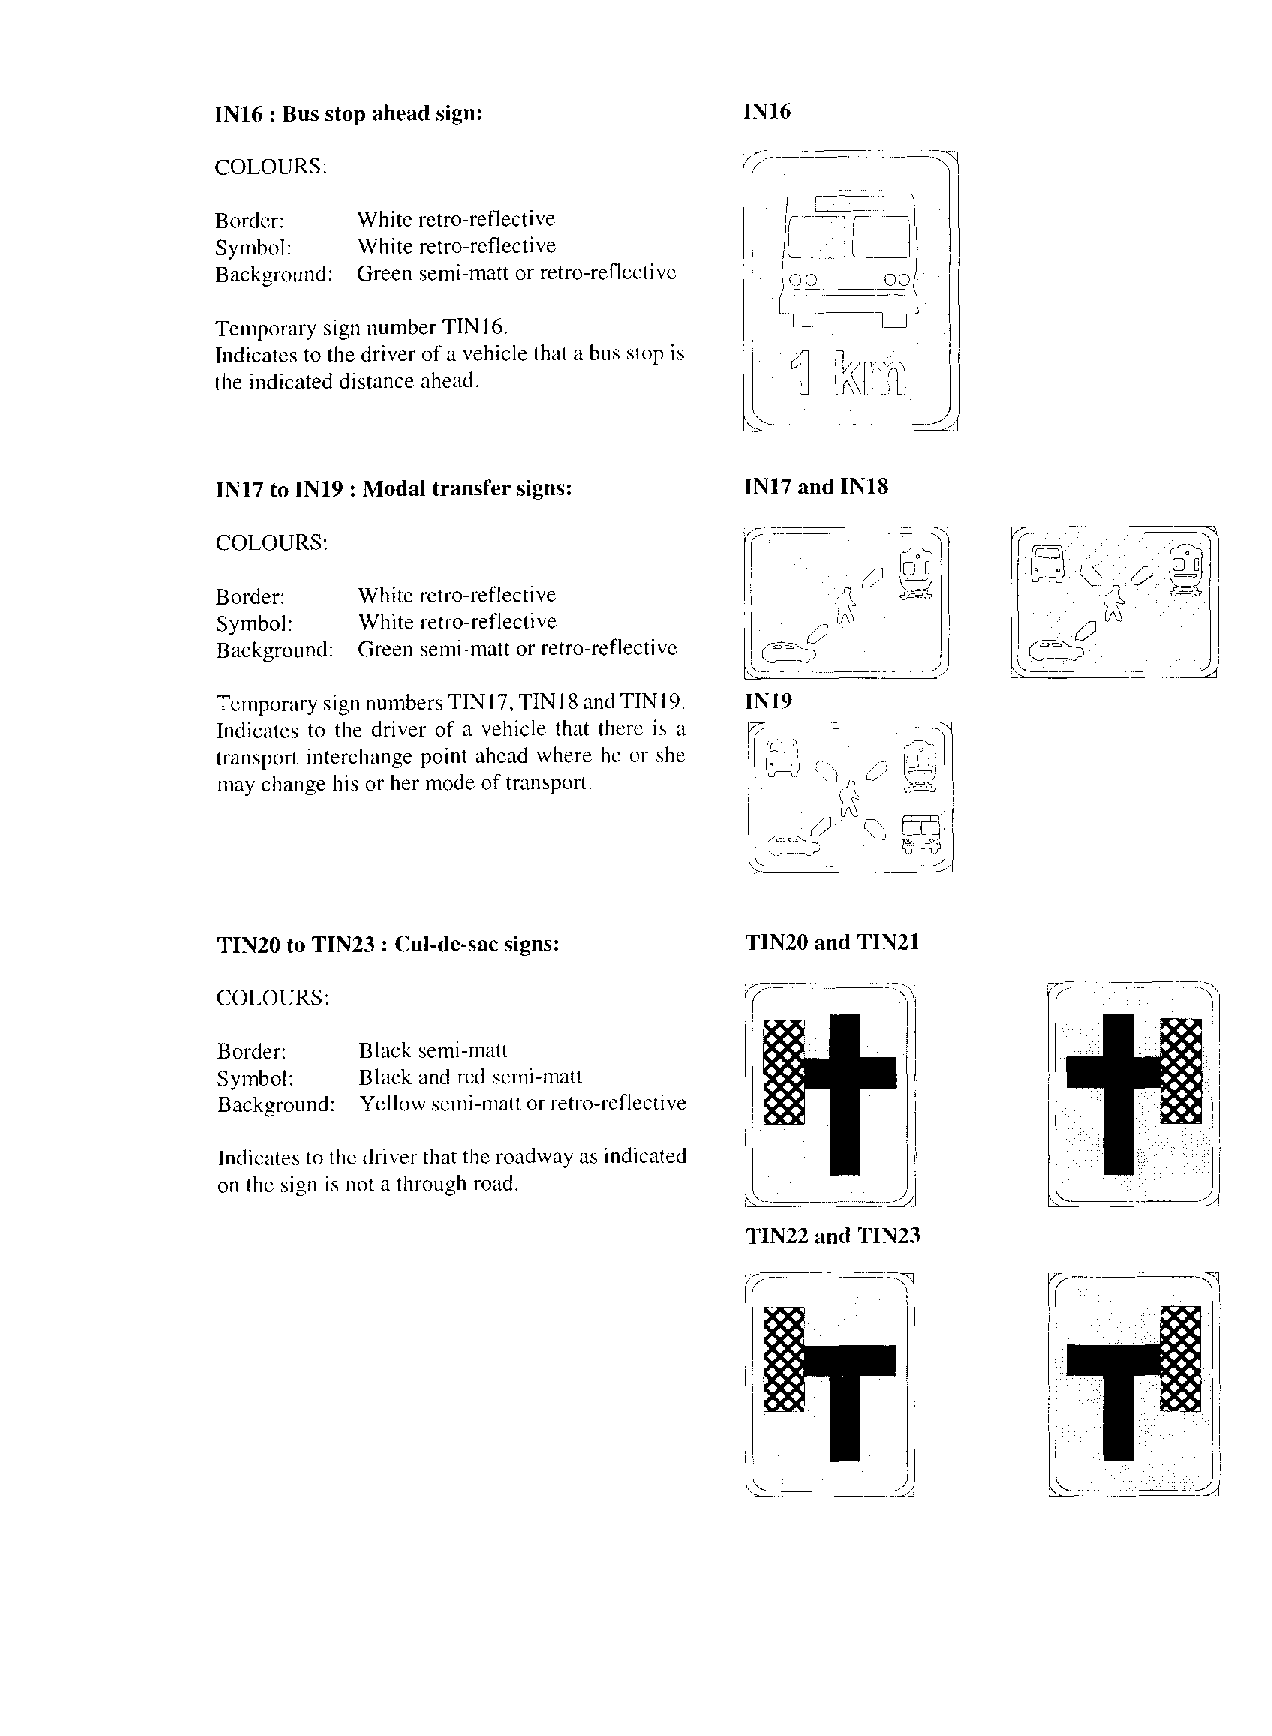 IN16 : Bus stop ahead sign:
IN16
COLOURS:
Border: White retro-reflective
Symbol: White retro-reflective
Background: Green semi-matt or retro-reflective
Temporary sign number TIN16.
Indicates to the driver of a vehicle that a bus stop is
the indicated distance ahead.
1 km
IN17 to IN19 : Modal transfer signs:
IN17 and IN18
COLOURS:
Border: White retro-reflective
Symbol: White retro-reflective
Background: Green semi-matt or retro-reflective
Temporary sign numbers TIN17, TIN18 and TIN19.
Indicates to the driver of a vehicle that there is a
transport interchange point ahead where he or she
may change his or her mode of transport.
IN19
TIN20 to TIN23 : Cul-de-sac signs:
TIN20 and TIN21
COLOURS:
Border: Black semi-matt
Symbol: Black and red semi-matt
Background: Yellow semi-matt or retro-reflective
Indicates to the driver that the roadway as indicated
on the sign is not a through road.
TIN22 and TIN23